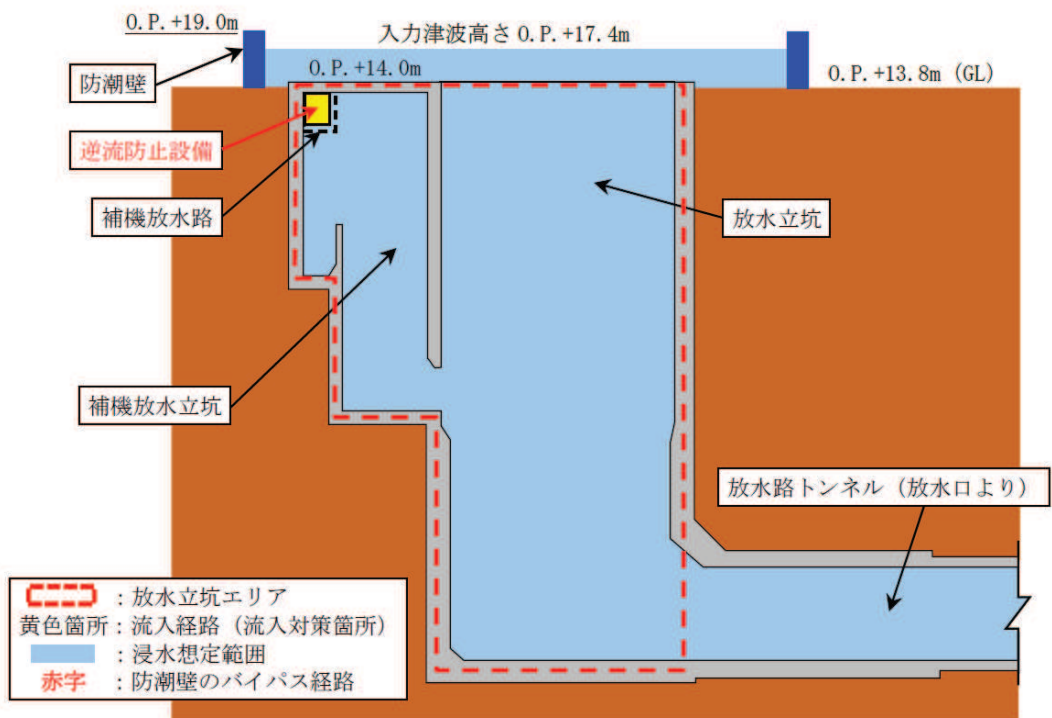 O.P.+19.0m
入力津波高さ O.P.+17.4m
防潮壁
O.P.+14.0m
O.P.+13.8m (GL)
逆流防止設備
補機放水路
放水立坑
補機放水立坑
放水路トンネル (放水口より)
：放水立坑エリア
黄色箇所：流入経路（流入対策箇所）
：浸水想定範囲
赤字：防潮壁のバイパス経路